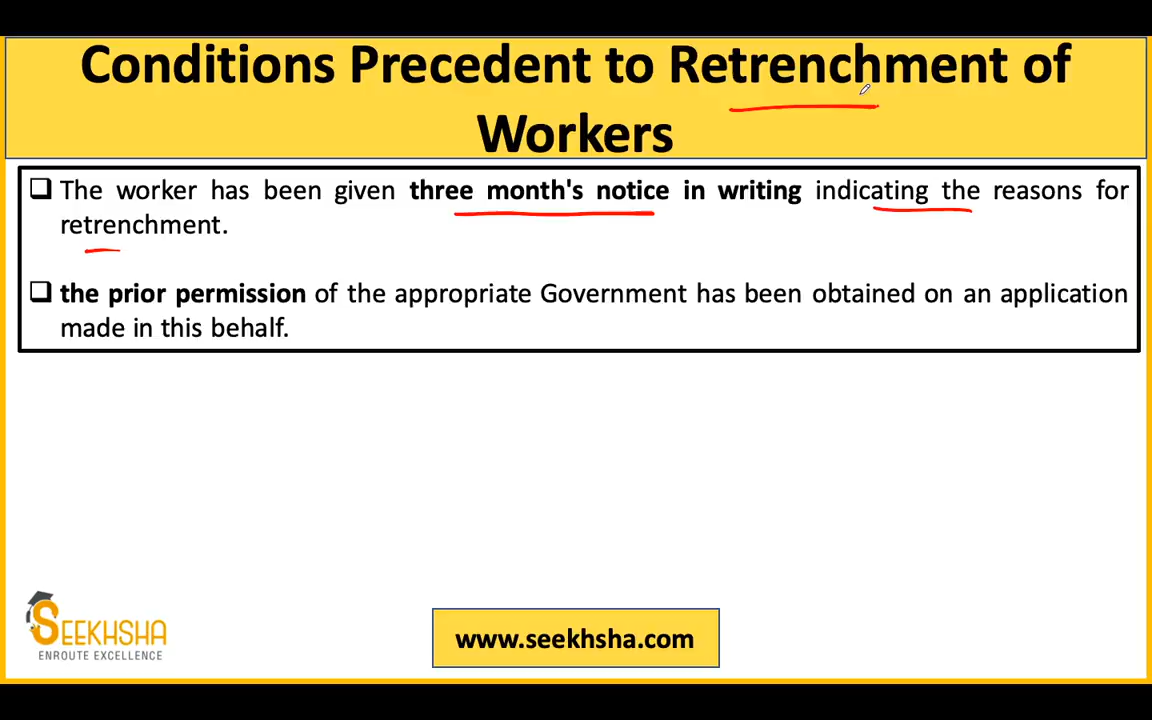 Conditions Precedent to Retrenchment of
Workers
The worker has been given three month's notice in writing indicating the reasons for
retrenchment.
the prior permission of the appropriate Government has been obtained on an application
made in this behalf.
SEEKHSHA
ENROUTE EXCELLENCE
www.seekhsha.com